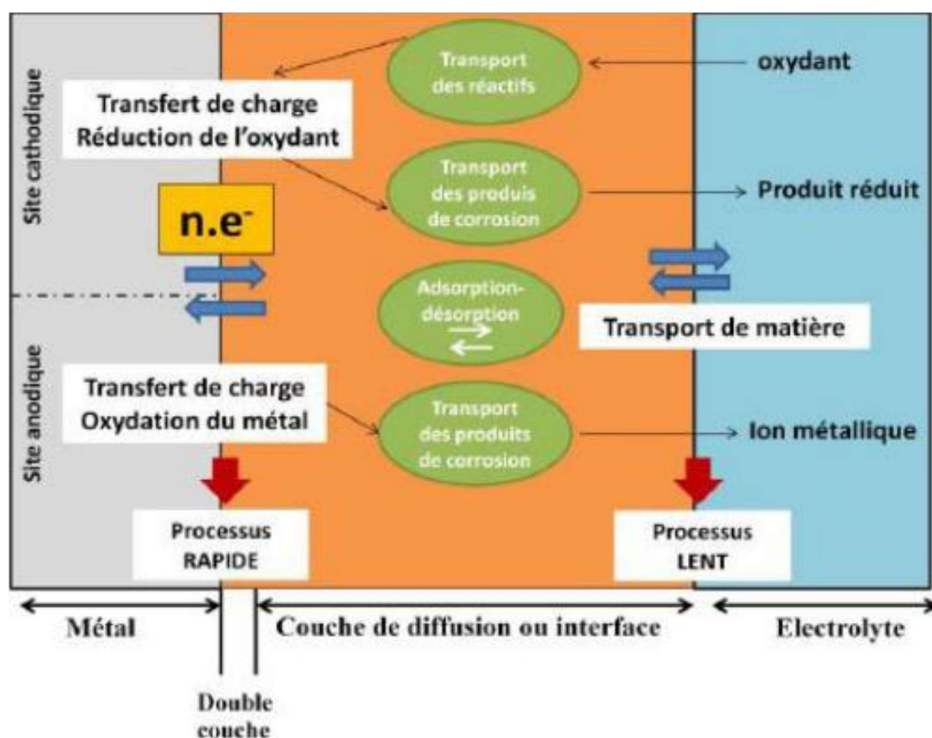 Site cathodique
Transport
des réactifs
oxydant
Transfert de charge
Réduction de l'oxydant
Transport
des produis
de corrosion
Produit réduit
n.e-
Adsorption-
désorption
Transport de matière
Site anodique
Transfert de charge
Oxydation du métal
Transport
des produits
de corrosion
Ion métallique
Processus
RAPIDE
Processus
LENT
Métal
Couche de diffusion ou interface
Electrolyte
Double
couche